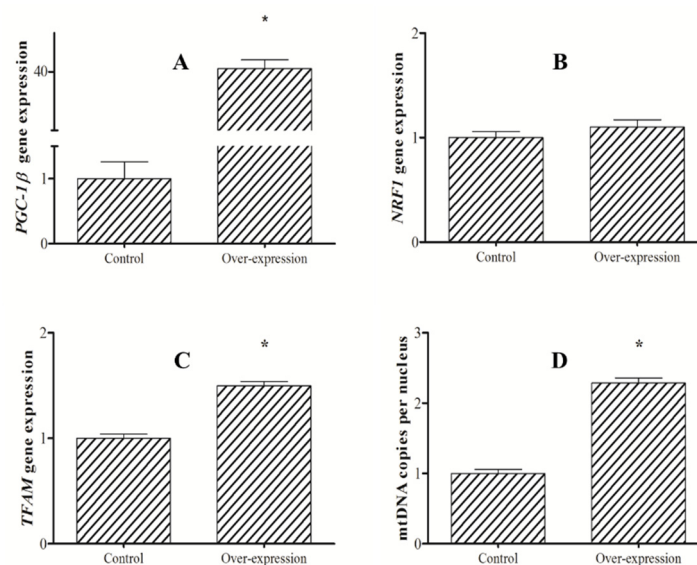 *
A
PGC-1β gene expression
40
1
0
Control
Over-expression
B
NRF1 gene expression
2
1
0
Control
Over-expression
*
C
TFAM gene expression
2
1
0
Control
Over-expression
*
D
mtDNA copies per nucleus
3
2
1
0
Control
Over-expression